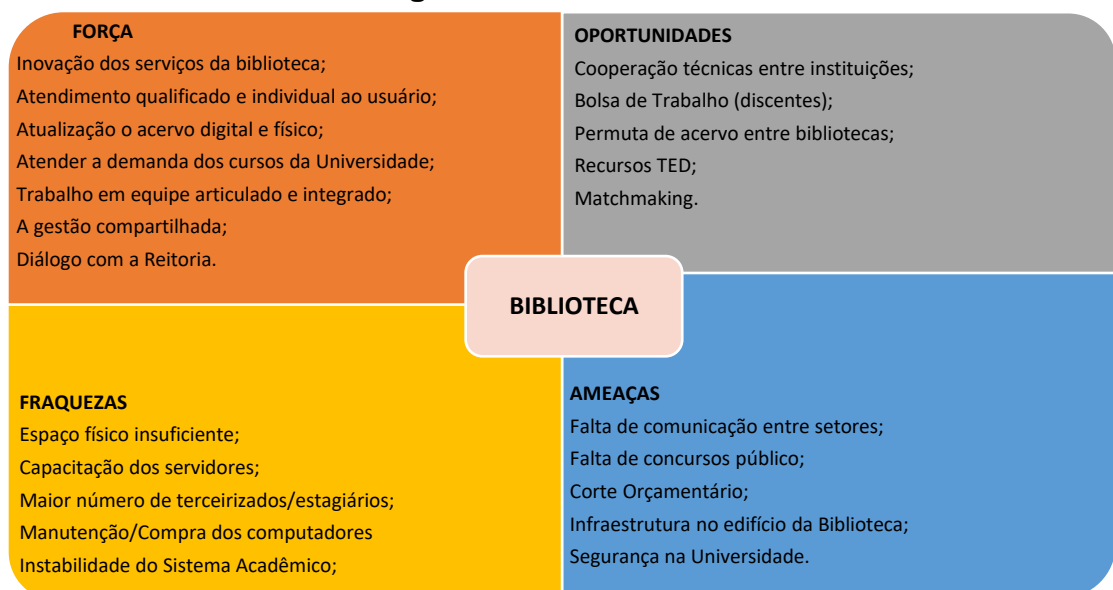 FORÇA
Inovação dos serviços da biblioteca;
Atendimento qualificado e individual ao usuário;
Atualização o acervo digital e físico;
Atender a demanda dos cursos da Universidade;
Trabalho em equipe articulado e integrado;
A gestão compartilhada;
Diálogo com a Reitoria.
OPORTUNIDADES
Cooperação técnicas entre instituições;
Bolsa de Trabalho (discentes);
Permuta de acervo entre bibliotecas;
Recursos TED;
Matchmaking.
BIBLIOTECA
FRAQUEZAS
Espaço físico insuficiente;
Capacitação dos servidores;
Maior número de terceirizados/estagiários;
Manutenção/Compra dos computadores
Instabilidade do Sistema Acadêmico;
AMEAÇAS
Falta de comunicação entre setores;
Falta de concursos público;
Corte Orçamentário;
Infraestrutura no edifício da Biblioteca;
Segurança na Universidade.